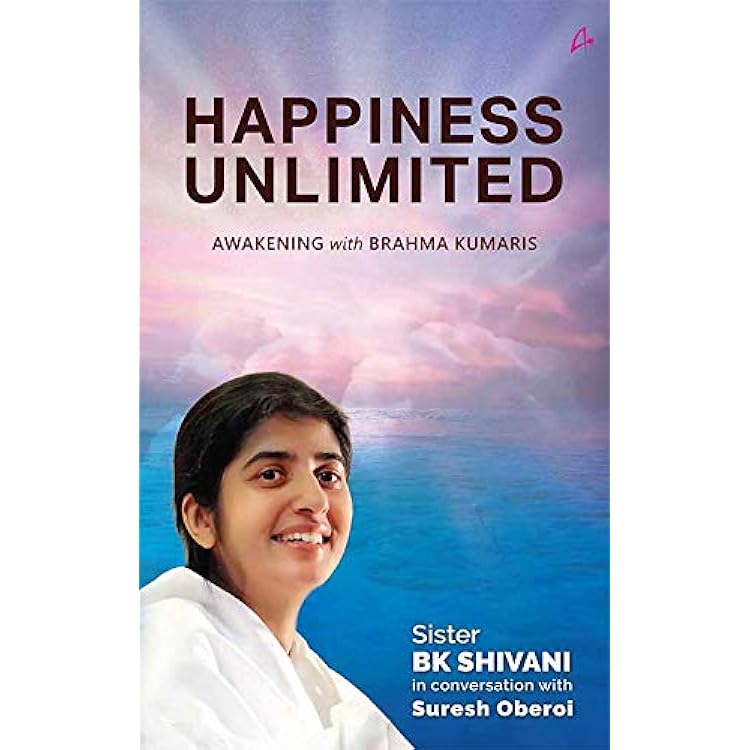 HAPPINESS
UNLIMITED
AWAKENING with BRAHMA KUMARIS
Sister
BK SHIVANI
in conversation with
Suresh Oberoi